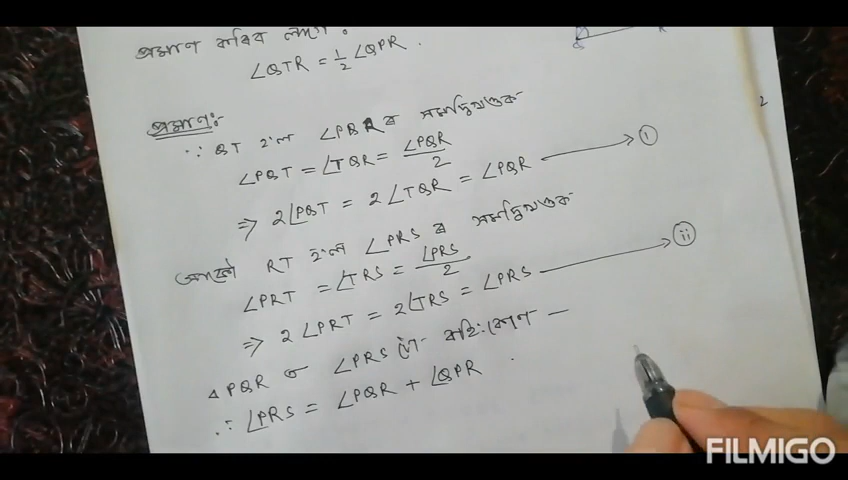 প্ৰমাণ কৰিব লাগে :
∠QTR = 1/2 ∠QPR .
প্ৰমাণ:-
∵ QT হ'ল ∠PQR ৰ সমদ্বিখণ্ডক
∠PQT = ∠TQR = ∠PQR/2
⇒ 2∠PQT = 2∠TQR = ∠PQR → (i)
2
আকৌ RT হ'ল ∠PRS ৰ সমদ্বিখণ্ডক
∠PRT = ∠TRS = ∠PRS/2
⇒ 2∠PRT = 2∠TRS = ∠PRS → (ii)
△PQR ত ∠PRS যে বহিঃকোণ —
∴ ∠PRS = ∠PQR + ∠QPR .
FILMIGO